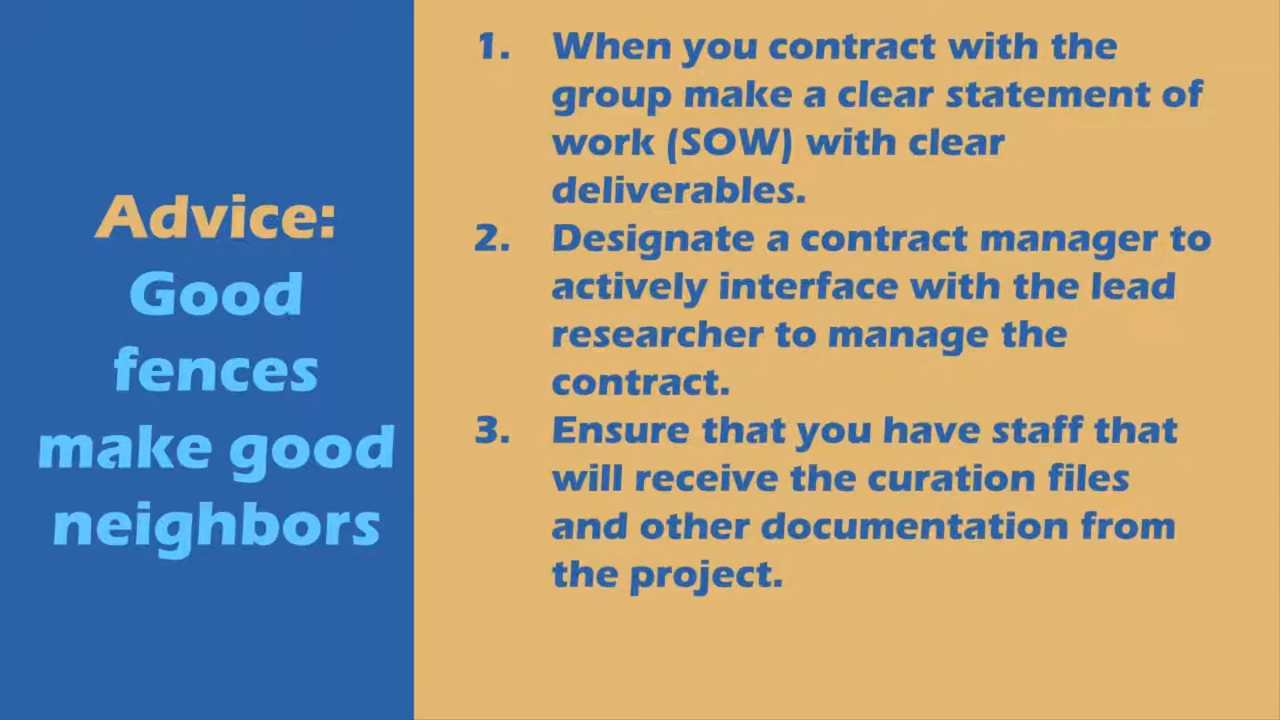 Advice:
Good
fences
make good
neighbors
1. When you contract with the
group make a clear statement of
work (SOW) with clear
deliverables.
2. Designate a contract manager to
actively interface with the lead
researcher to manage the
contract.
3. Ensure that you have staff that
will receive the curation files
and other documentation from
the project.